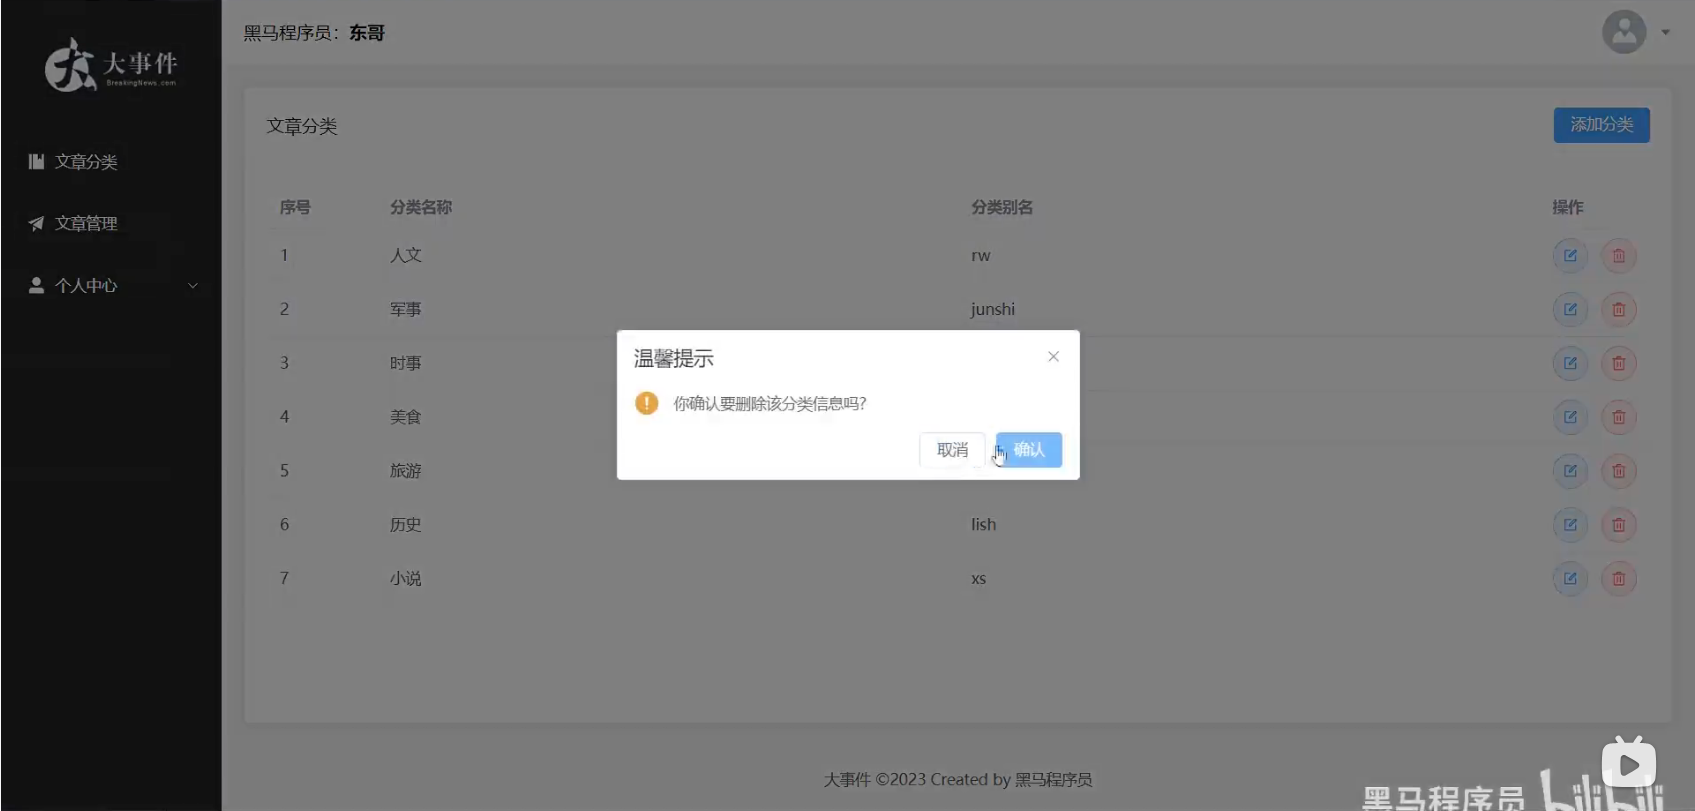 大事件
BreakingNews.com
文章分类
文章管理
个人中心
黑马程序员：东哥
文章分类
添加分类
序号 分类名称 分类别名 操作
1 人文 rw
2 军事 junshi
3 时事
4 美食
5 旅游
6 历史 lish
7 小说 xs
温馨提示
你确认要删除该分类信息吗?
取消 确认
大事件 ©2023 Created by 黑马程序员
黑马程序员 bilibili